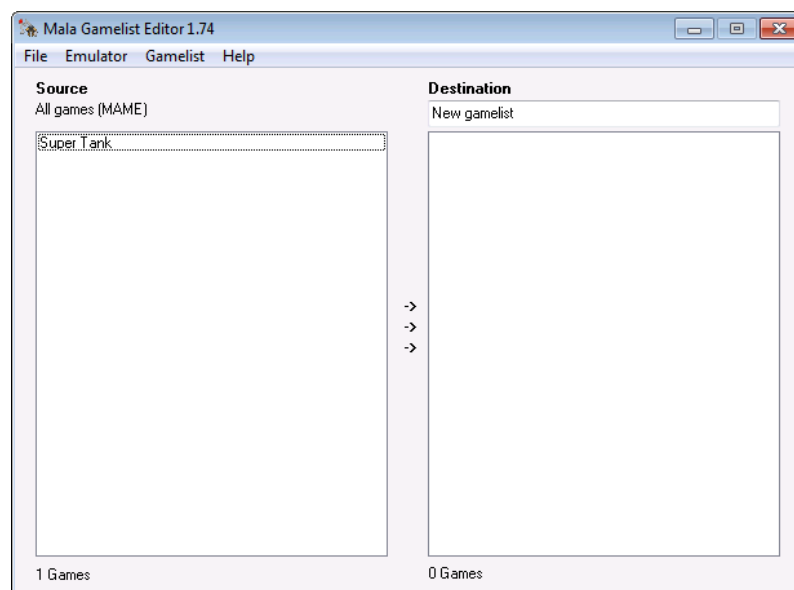 Mala Gamelist Editor 1.74
File Emulator Gamelist Help
Source
All games (MAME)
Super Tank
1 Games
->
->
->
Destination
New gamelist
0 Games